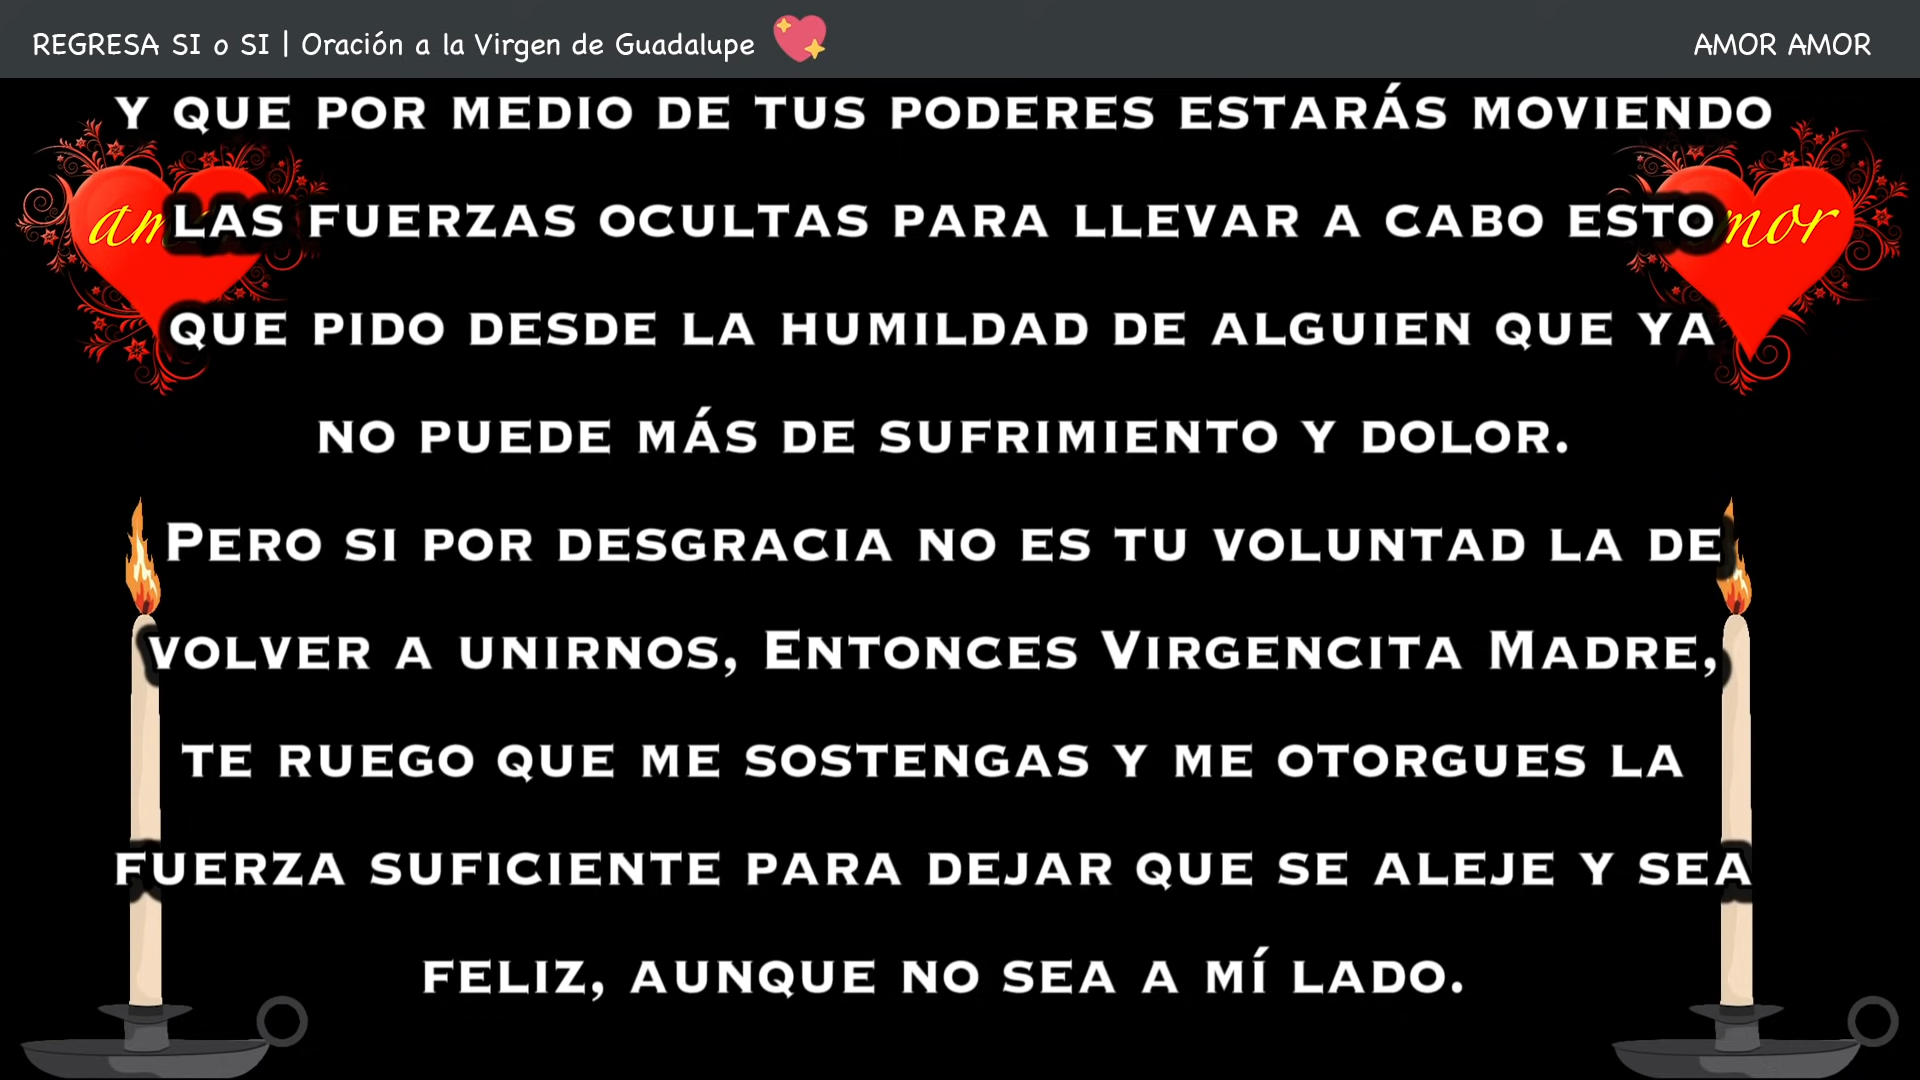 REGRESA SI o SI | Oración a la Virgen de Guadalupe
AMOR AMOR
Y QUE POR MEDIO DE TUS PODERES ESTARÁS MOVIENDO
LAS FUERZAS OCULTAS PARA LLEVAR A CABO ESTO
QUE PIDO DESDE LA HUMILDAD DE ALGUIEN QUE YA
NO PUEDE MÁS DE SUFRIMIENTO Y DOLOR.
PERO SI POR DESGRACIA NO ES TU VOLUNTAD LA DE
VOLVER A UNIRNOS, ENTONCES VIRGENCITA MADRE,
TE RUEGO QUE ME SOSTENGAS Y ME OTORGUES LA
FUERZA SUFICIENTE PARA DEJAR QUE SE ALEJE Y SEA
FELIZ, AUNQUE NO SEA A MÍ LADO.